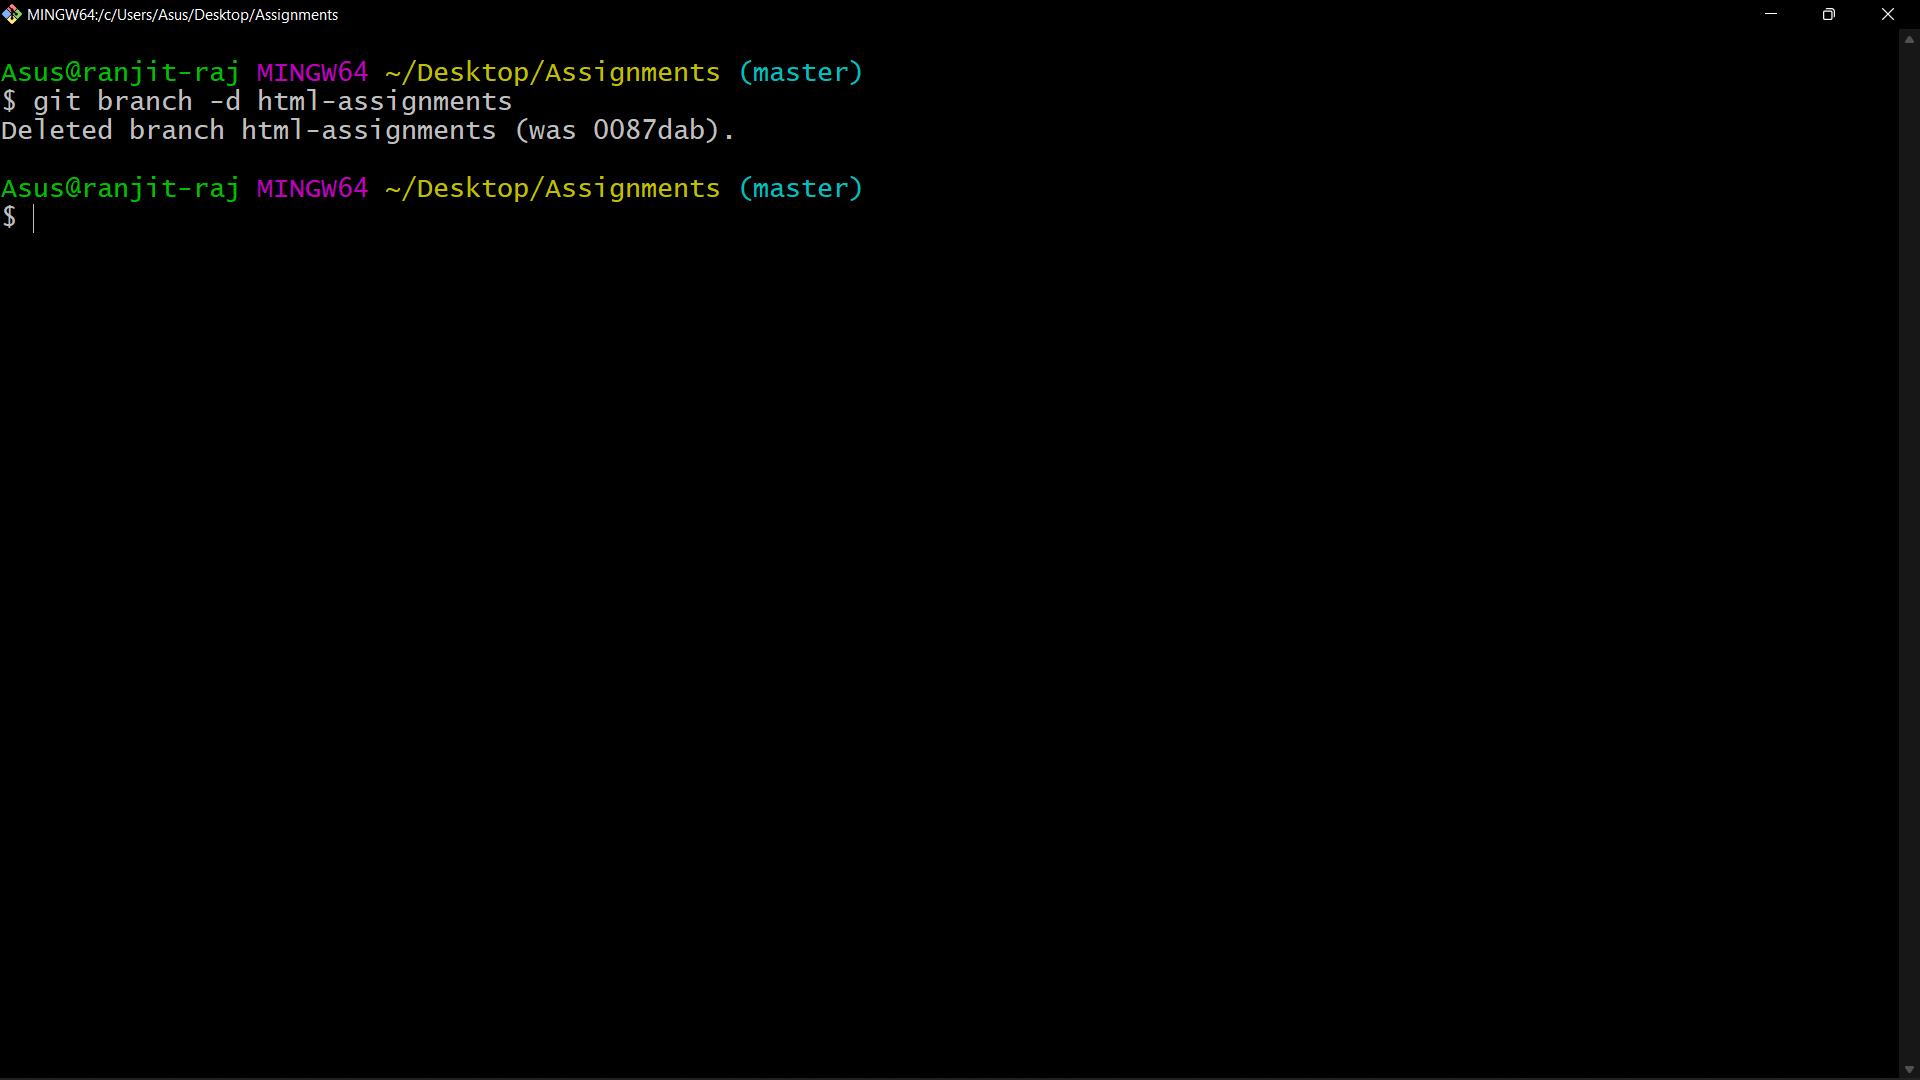 MINGW64:/c/Users/Asus/Desktop/Assignments
Asus@ranjit-raj MINGW64 ~/Desktop/Assignments (master)
$ git branch -d html-assignments
Deleted branch html-assignments (was 0087dab).
Asus@ranjit-raj MINGW64 ~/Desktop/Assignments (master)
$